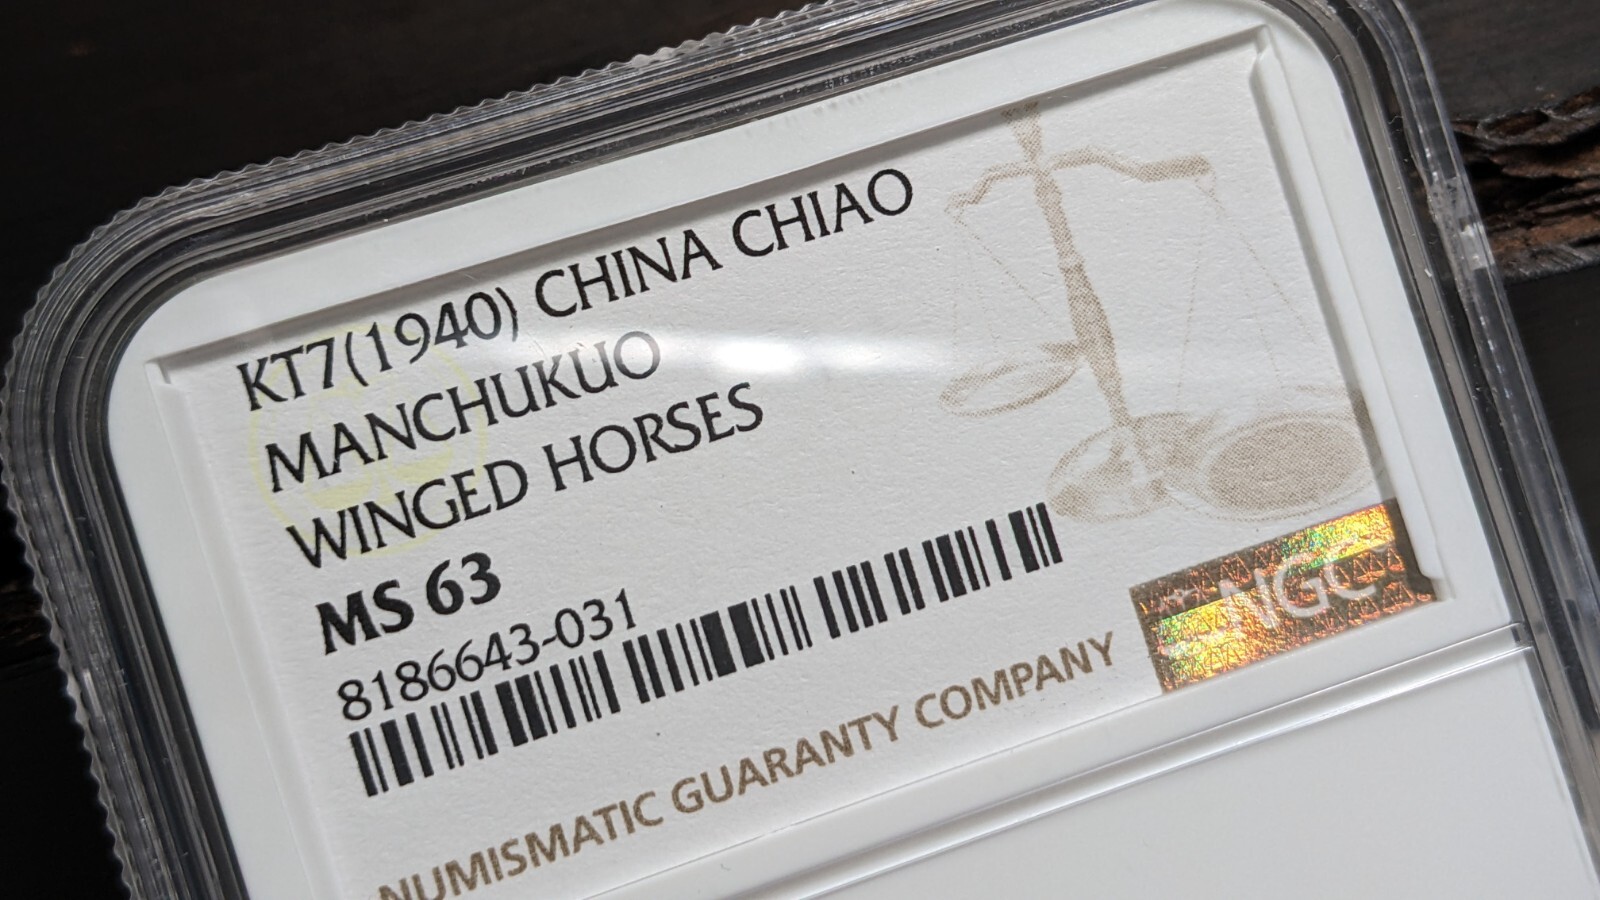 KT7(1940) CHINA CHIAO
MANCHUKUO
WINGED HORSES
MS 63
8186643-031
NUMISMATIC GUARANTY COMPANY
NGC